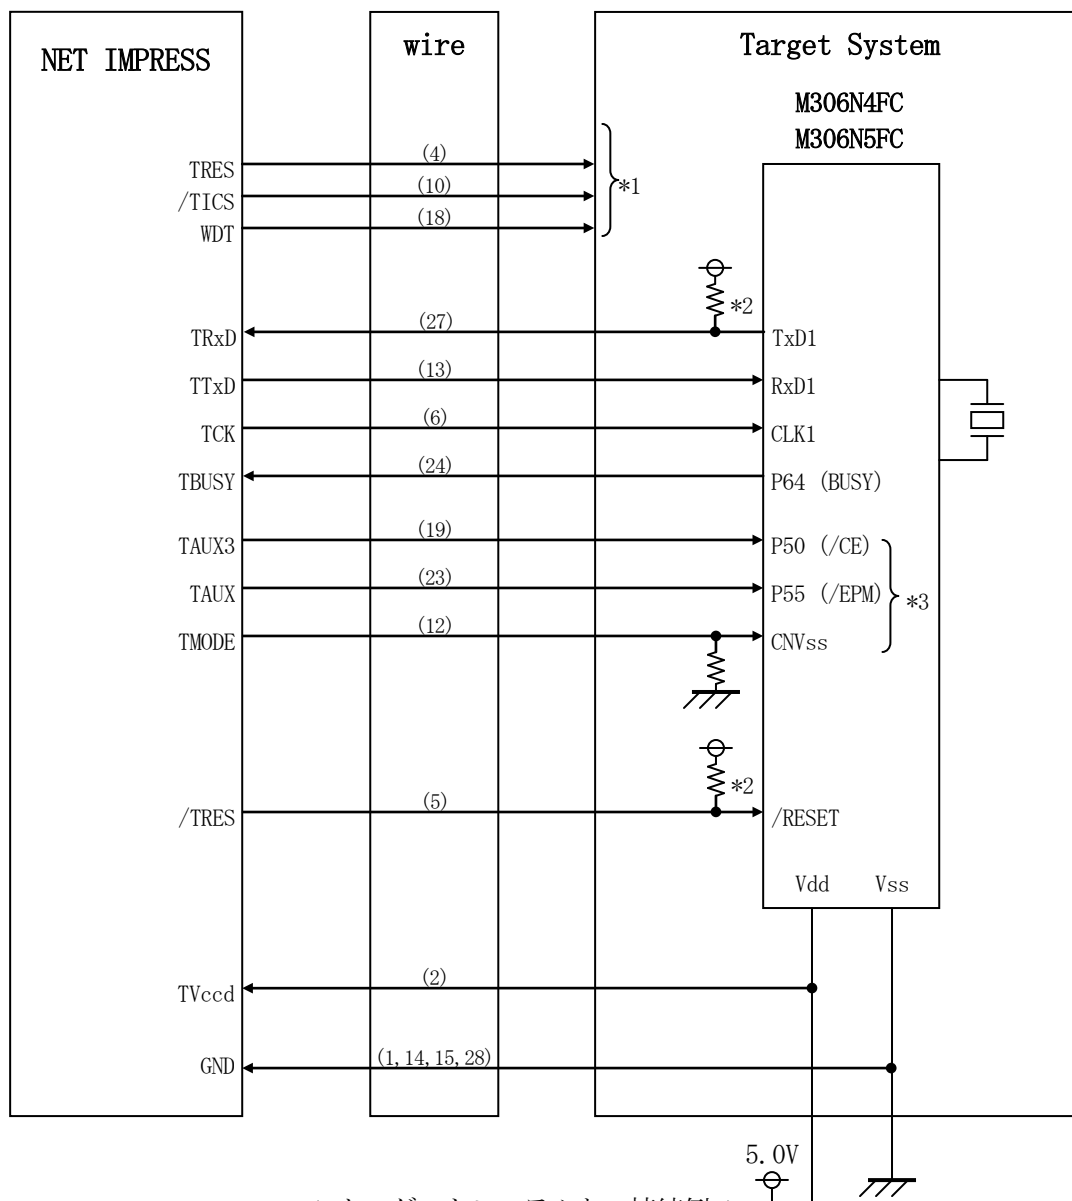 NET IMPRESS
wire
Target System
M306N4FC
M306N5FC
TRES
(4)
*1
/TICS
(10)
WDT
(18)
*2
TRxD
(27)
TxD1
TTxD
(13)
RxD1
TCK
(6)
CLK1
TBUSY
(24)
P64 (BUSY)
TAUX3
(19)
P50 (/CE)
TAUX
(23)
P55 (/EPM)
*3
TMODE
(12)
CNVss
*2
/TRES
(5)
/RESET
Vdd Vss
TVccd
(2)
GND
(1,14,15,28)
5.0V